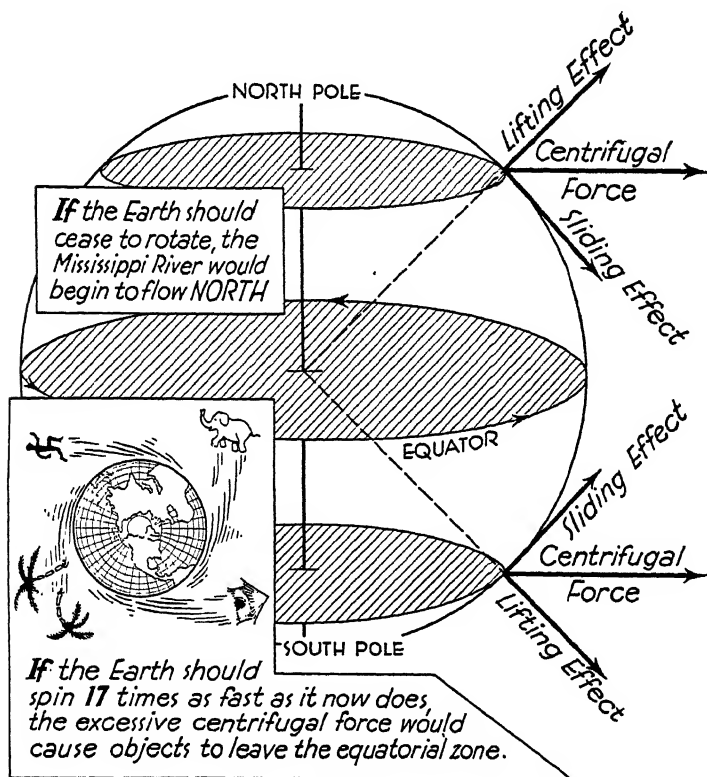 NORTH POLE
Lifting Effect
Centrifugal
Force
Sliding Effect
If the Earth should
cease to rotate, the
Mississippi River would
begin to flow NORTH
EQUATOR
Sliding Effect
Centrifugal
Force
Lifting Effect
SOUTH POLE
If the Earth should
spin 17 times as fast as it now does,
the excessive centrifugal force would
cause objects to leave the equatorial zone.